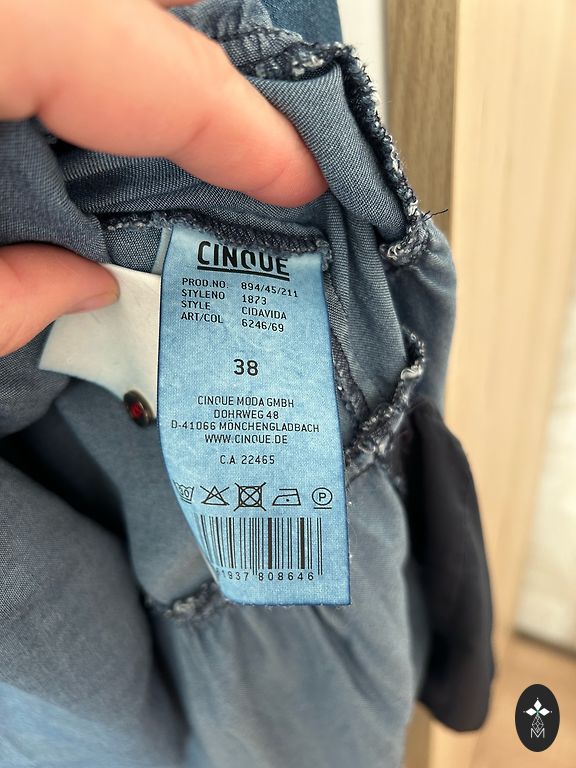 CINQUE
PROD.NO. 894/45/211
STYLENO 1873
STYLE CIDAVIDA
ART/COL 6246/69
38
CINQUE MODA GMBH
DOHRWEG 48
D-41066 MÖNCHENGLADBACH
WWW.CINQUE.DE
C.A. 22465
P
1937 808646
M